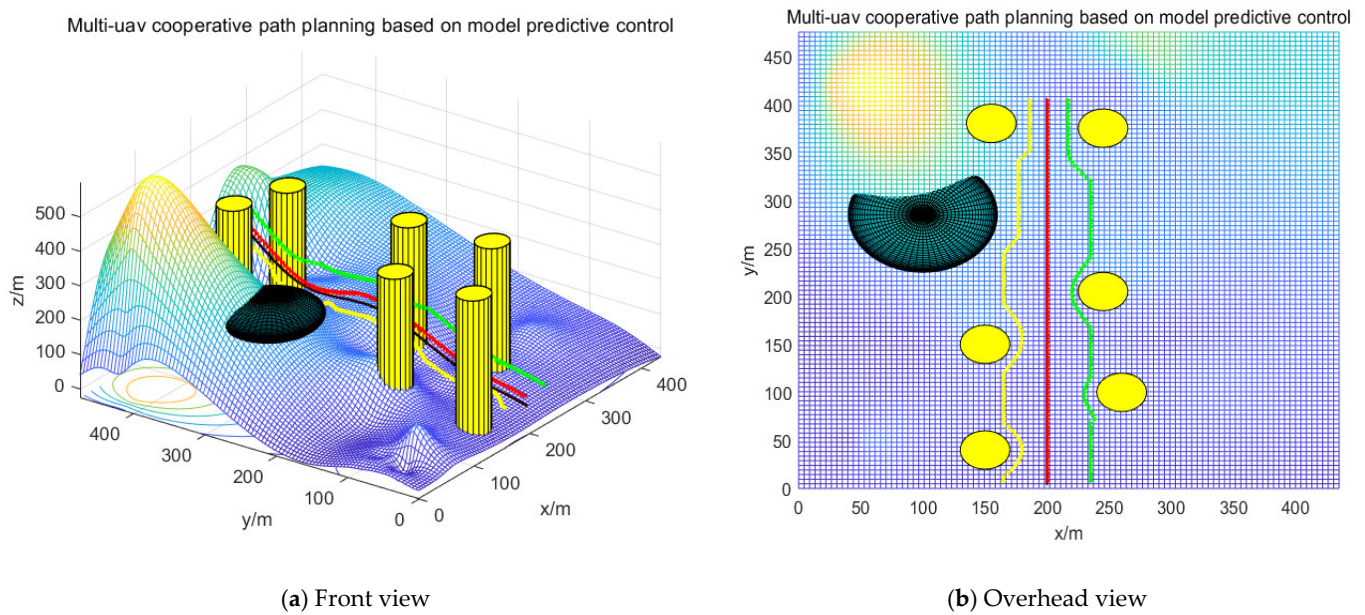 Multi-uav cooperative path planning based on model predictive control
500
400
300
200
100
0
z/m
400
300
200
100
0
y/m
0
100
200
300
400
x/m
(a) Front view
Multi-uav cooperative path planning based on model predictive control
450
400
350
300
250
200
150
100
50
0
y/m
0 50 100 150 200 250 300 350 400
x/m
(b) Overhead view